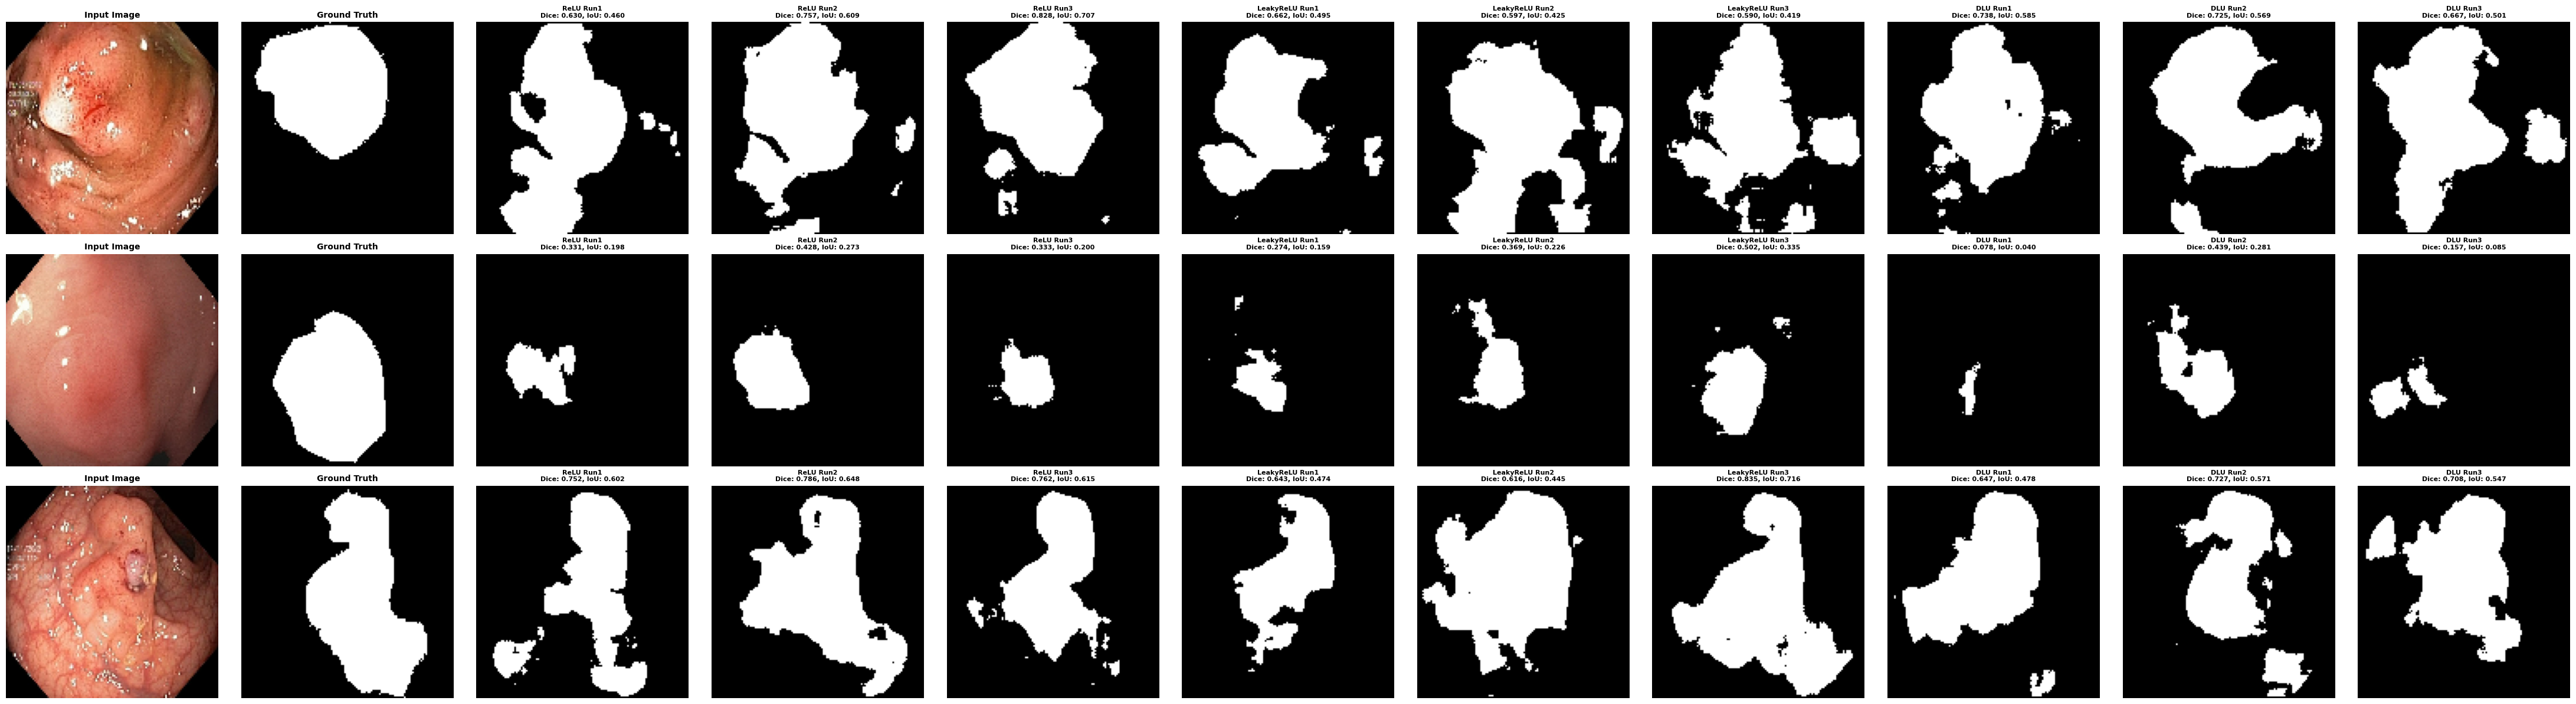 Input Image
Ground Truth
ReLU Run1
Dice: 0.630, IoU: 0.460
ReLU Run2
Dice: 0.757, IoU: 0.609
ReLU Run3
Dice: 0.828, IoU: 0.707
LeakyReLU Run1
Dice: 0.662, IoU: 0.495
LeakyReLU Run2
Dice: 0.597, IoU: 0.425
LeakyReLU Run3
Dice: 0.590, IoU: 0.419
DLU Run1
Dice: 0.738, IoU: 0.585
DLU Run2
Dice: 0.725, IoU: 0.569
DLU Run3
Dice: 0.667, IoU: 0.501
Input Image
Ground Truth
ReLU Run1
Dice: 0.331, IoU: 0.198
ReLU Run2
Dice: 0.428, IoU: 0.273
ReLU Run3
Dice: 0.333, IoU: 0.200
LeakyReLU Run1
Dice: 0.274, IoU: 0.159
LeakyReLU Run2
Dice: 0.369, IoU: 0.226
LeakyReLU Run3
Dice: 0.502, IoU: 0.335
DLU Run1
Dice: 0.078, IoU: 0.040
DLU Run2
Dice: 0.439, IoU: 0.281
DLU Run3
Dice: 0.157, IoU: 0.085
Input Image
Ground Truth
ReLU Run1
Dice: 0.752, IoU: 0.602
ReLU Run2
Dice: 0.786, IoU: 0.648
ReLU Run3
Dice: 0.762, IoU: 0.615
LeakyReLU Run1
Dice: 0.643, IoU: 0.474
LeakyReLU Run2
Dice: 0.616, IoU: 0.445
LeakyReLU Run3
Dice: 0.835, IoU: 0.716
DLU Run1
Dice: 0.647, IoU: 0.478
DLU Run2
Dice: 0.727, IoU: 0.571
DLU Run3
Dice: 0.708, IoU: 0.547